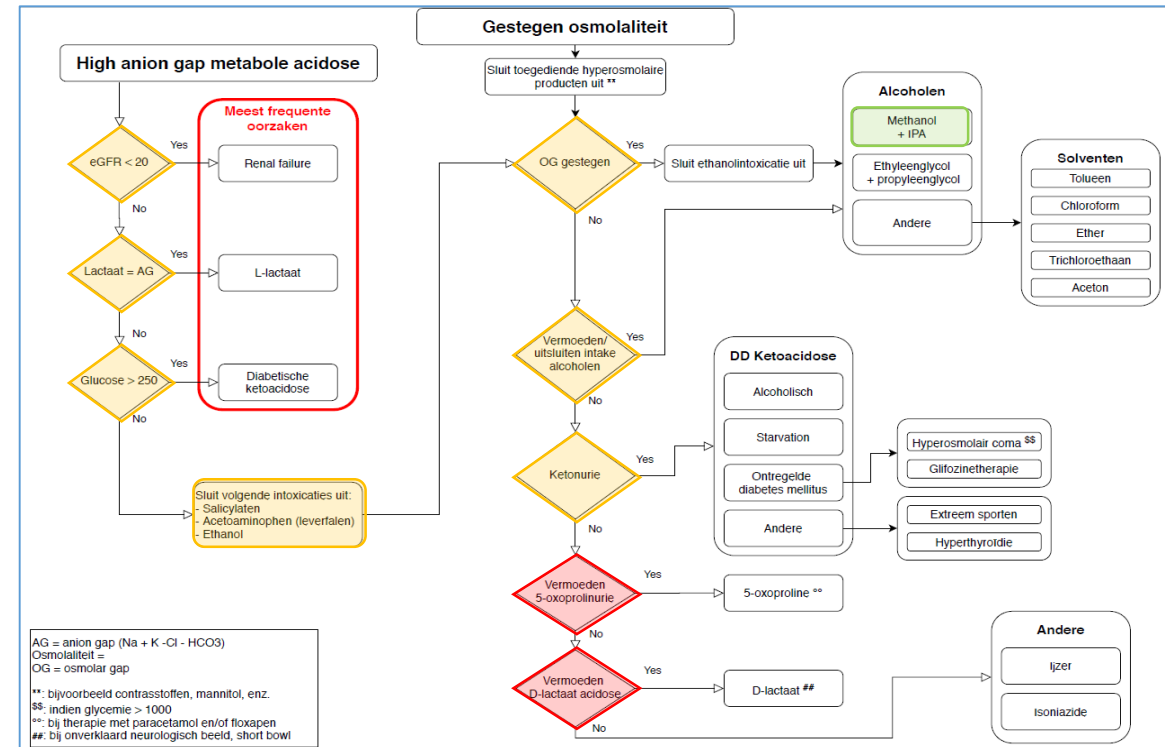 Gestegen osmolaliteit
High anion gap metabole acidose
Sluit toegediende hyperosmolaire
producten uit **
Meest frequente
oorzaken
eGFR < 20
Yes
Renal failure
No
Lactaat = AG
Yes
L-lactaat
No
Glucose > 250
Yes
Diabetische
ketoacidose
No
Sluit volgende intoxicaties uit:
- Salicylaten
- Acetoaminophen (leverfalen)
- Ethanol
OG gestegen
Yes
Sluit ethanolintoxicatie uit
No
Alcoholen
Methanol
+ IPA
Ethyleenglycol
+ propyleenglycol
Andere
Solventen
Tolueen
Chloroform
Ether
Trichloroethaan
Aceton
Vermoeden/
uitsluiten intake
alcoholen
Yes
No
Ketonurie
Yes
No
DD Ketoacidose
Alcoholisch
Starvation
Ontregelde
diabetes mellitus
Andere
Hyperosmolair coma $$
Glifozinetherapie
Extreem sporten
Hyperthyroïdie
Vermoeden
5-oxoprolinurie
Yes
5-oxoproline °°
No
Vermoeden
D-lactaat acidose
Yes
D-lactaat ##
No
Andere
Ijzer
Isoniazide
AG = anion gap (Na + K -Cl - HCO3)
Osmolaliteit =
OG = osmolar gap
**: bijvoorbeeld contrasstoffen, mannitol, enz.
$$: indien glycemie > 1000
°°: bij therapie met paracetamol en/of floxapen
##: bij onverklaard neurologisch beeld, short bowl